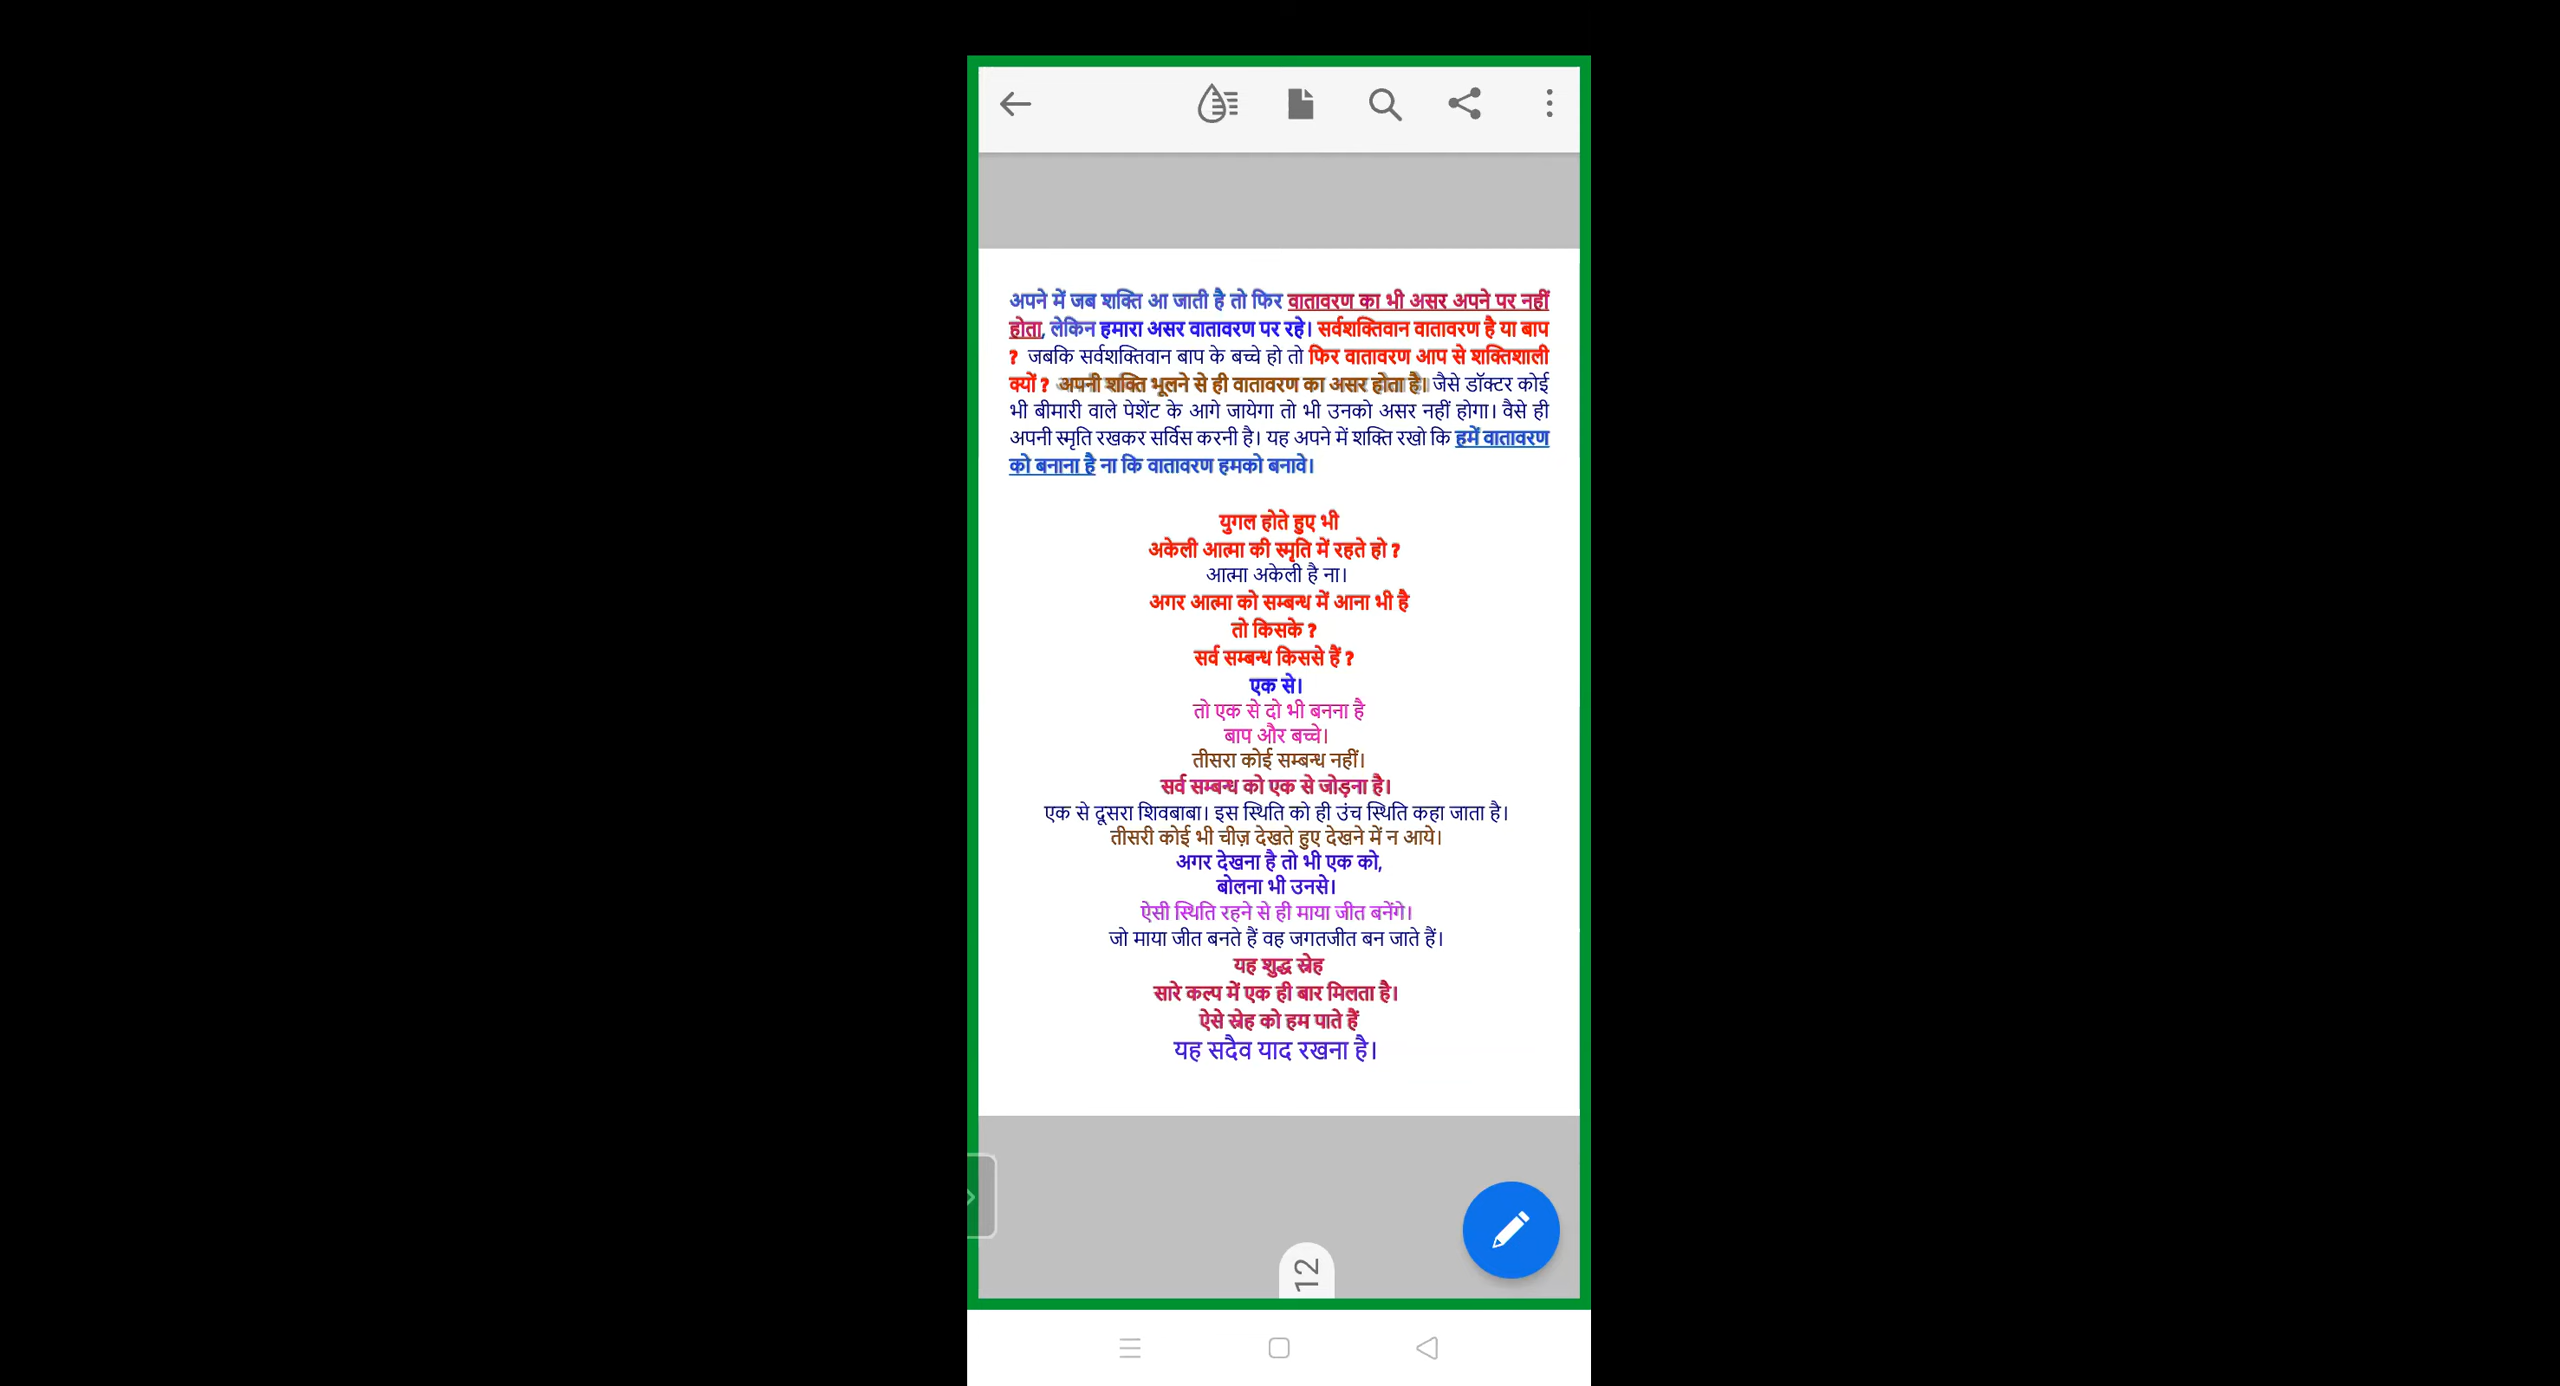 अपने में जब शक्ति आ जाती है तो फिर वातावरण का भी असर अपने पर नहीं
होता, लेकिन हमारा असर वातावरण पर रहे। सर्वशक्तिवान वातावरण है या बाप
? जबकि सर्वशक्तिवान बाप के बच्चे हो तो फिर वातावरण आप से शक्तिशाली
क्यों ? अपनी शक्ति भूलने से ही वातावरण का असर होता है। जैसे डॉक्टर कोई
भी बीमारी वाले पेशेंट के आगे जायेगा तो भी उनको असर नहीं होगा। वैसे ही
अपनी स्मृति रखकर सर्विस करनी है। यह अपने में शक्ति रखो कि हमें वातावरण
को बनाना है ना कि वातावरण हमको बनावे।
युगल होते हुए भी
अकेली आत्मा की स्मृति में रहते हो ?
आत्मा अकेली है ना।
अगर आत्मा को सम्बन्ध में आना भी है
तो किसके ?
सर्व सम्बन्ध किससे हैं ?
एक से।
तो एक से दो भी बनना है
बाप और बच्चे।
तीसरा कोई सम्बन्ध नहीं।
सर्व सम्बन्ध को एक से जोड़ना है।
एक से दूसरा शिवबाबा। इस स्थिति को ही उंच स्थिति कहा जाता है।
तीसरी कोई भी चीज़ देखते हुए देखने में न आये।
अगर देखना है तो भी एक को,
बोलना भी उनसे।
ऐसी स्थिति रहने से ही माया जीत बनेंगे।
जो माया जीत बनते हैं वह जगतजीत बन जाते हैं।
यह शुद्ध स्नेह
सारे कल्प में एक ही बार मिलता है।
ऐसे स्नेह को हम पाते हैं
यह सदैव याद रखना है।
12